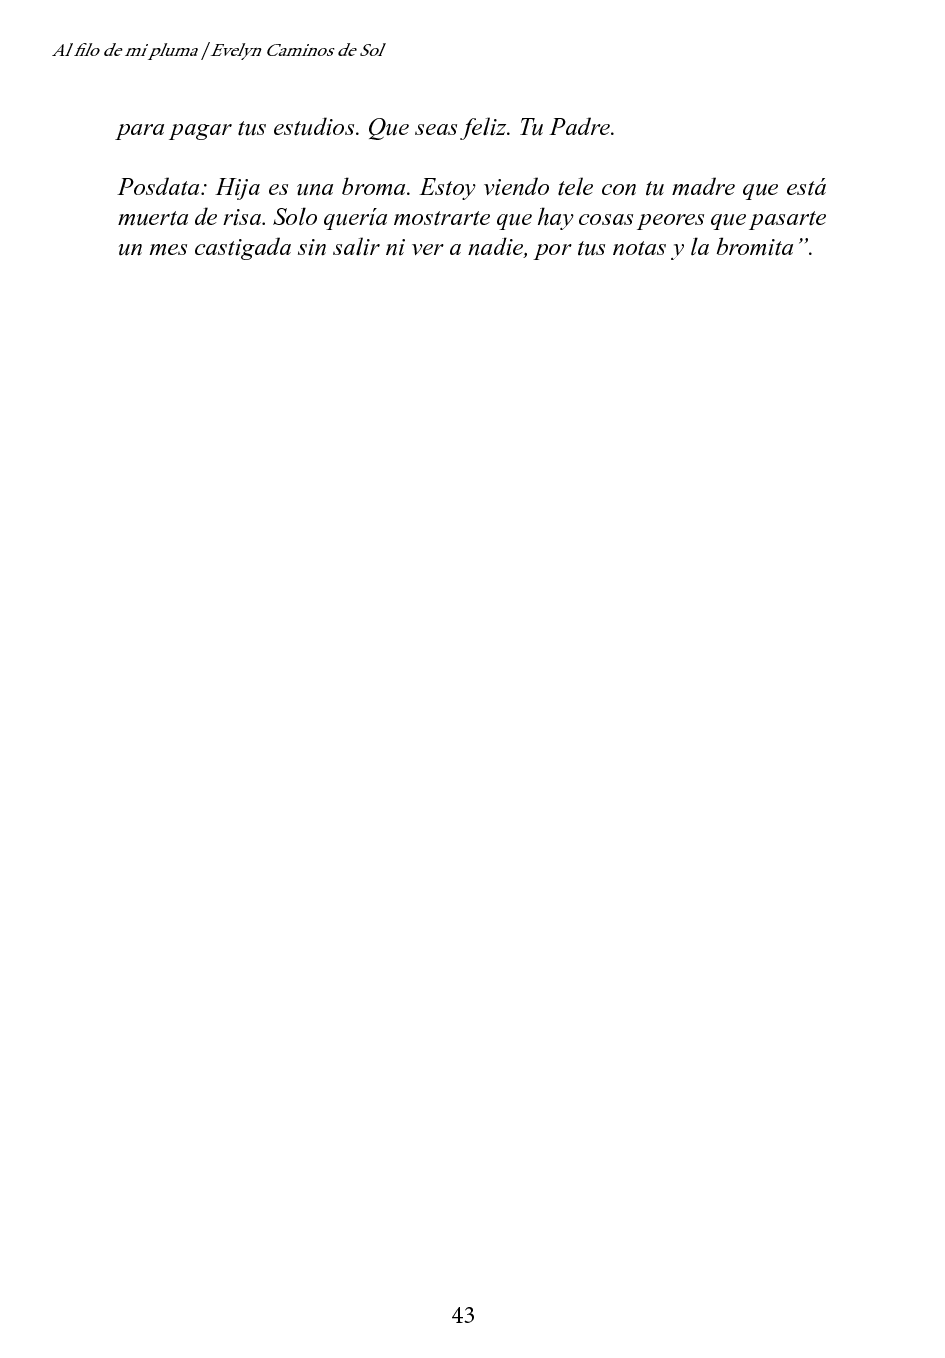 Al filo de mi pluma / Evelyn Caminos de Sol
para pagar tus estudios. Que seas feliz. Tu Padre.
Posdata: Hija es una broma. Estoy viendo tele con tu madre que está
muerta de risa. Solo quería mostrarte que hay cosas peores que pasarte
un mes castigada sin salir ni ver a nadie, por tus notas y la bromita”.
43